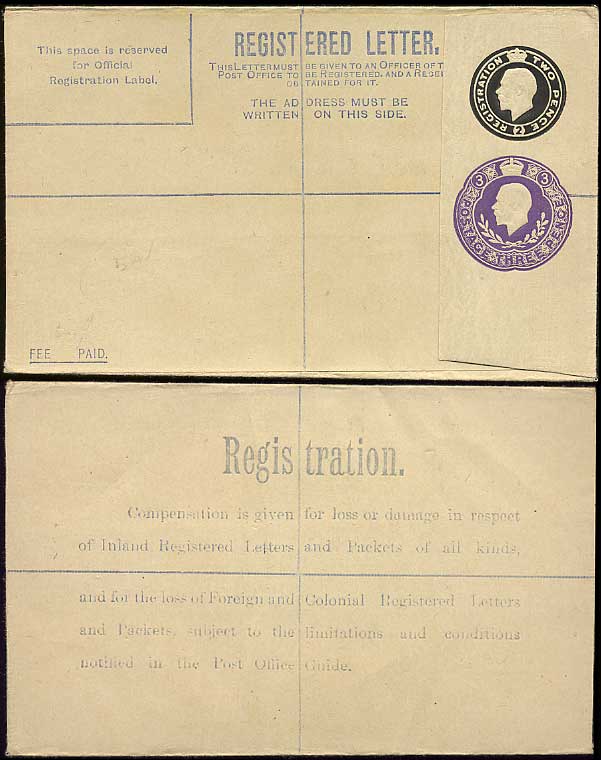 This space is reserved
for Official
Registration Label.
REGISTERED LETTER.
THIS LETTER MUST BE GIVEN TO AN OFFICER OF T
POST OFFICE TO BE REGISTERED, AND A RECEI
OBTAINED FOR IT.
THE ADDRESS MUST BE
WRITTEN ON THIS SIDE.
REGISTRATION TWO PENCE 2
3 3
POSTAGE THREE PENCE
FEE PAID.
Registration.
Compensation is given for loss or damage in respect
of Inland Registered Letters and Packets of all kinds,
and for the loss of Foreign and Colonial Registered Letters
and Packets, subject to the limitations and conditions
notified in the Post Office Guide.